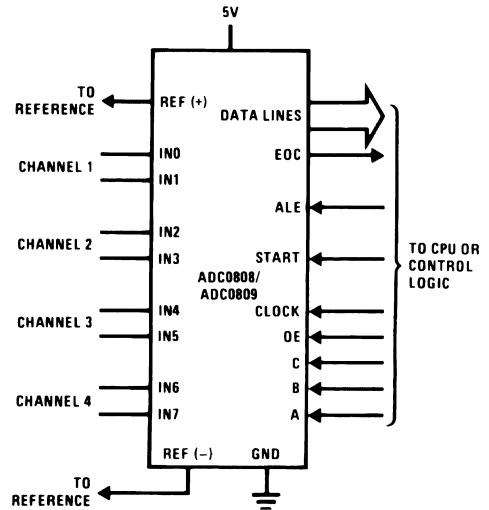 5V
TO
REFERENCE
REF (+)
DATA LINES
EOC
CHANNEL 1
IN0
IN1
ALE
CHANNEL 2
IN2
IN3
START
TO CPU OR
CONTROL
LOGIC
ADC0808/
ADC0809
CHANNEL 3
IN4
IN5
CLOCK
OE
C
CHANNEL 4
IN6
IN7
B
A
REF (−)
GND
TO
REFERENCE